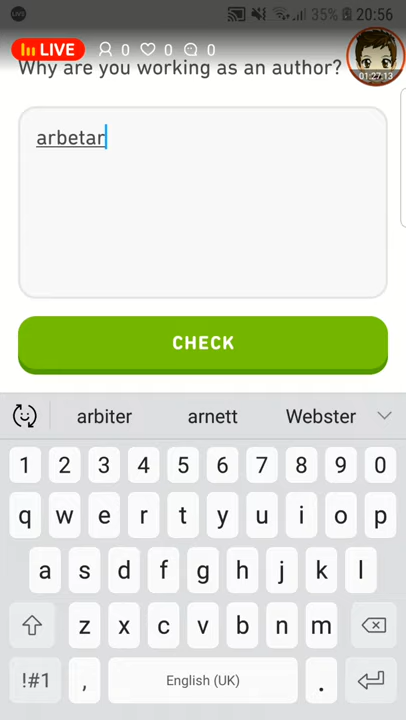 LIVE 35% 20:56
LIVE 0 0 0
Why are you working as an author?
01:27:13
arbetar
CHECK
arbiter arnett Webster
1 2 3 4 5 6 7 8 9 0
q w e r t y u i o p
a s d f g h j k l
z x c v b n m
!#1 , English (UK) .